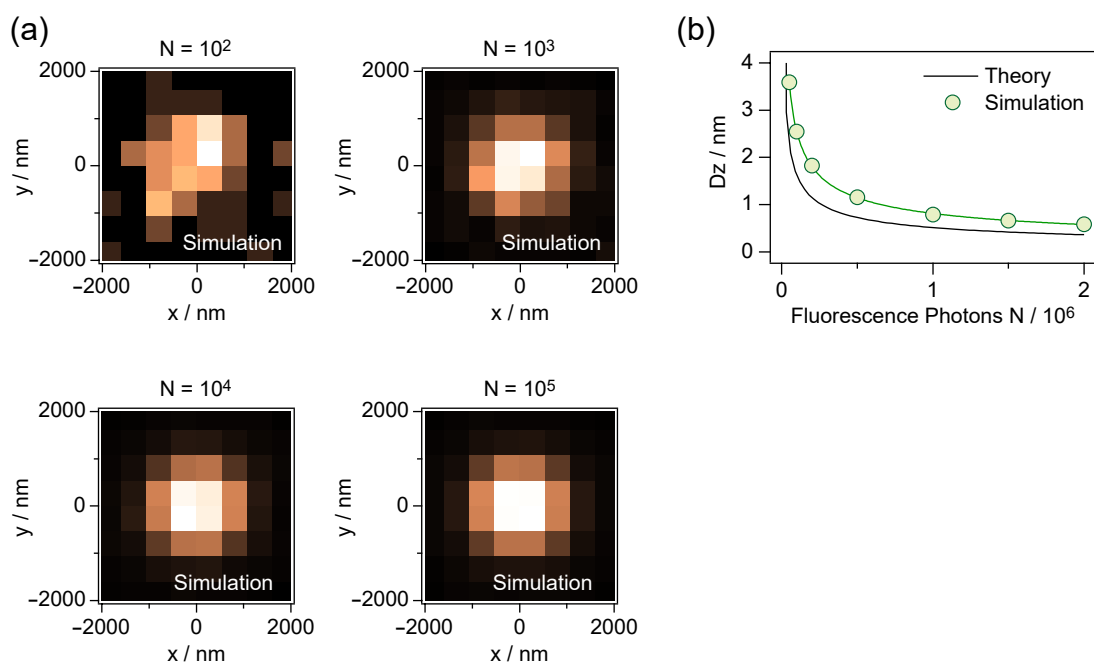 (a)
N = 10²
2000
0
−2000
y / nm
Simulation
−2000
0
2000
x / nm
N = 10³
2000
0
−2000
y / nm
Simulation
−2000
0
2000
x / nm
(b)
4
3
2
1
0
Dz / nm
Theory
Simulation
0
1
2
Fluorescence Photons N / 10⁶
N = 10⁴
2000
0
−2000
y / nm
Simulation
−2000
0
2000
x / nm
N = 10⁵
2000
0
−2000
y / nm
Simulation
−2000
0
2000
x / nm